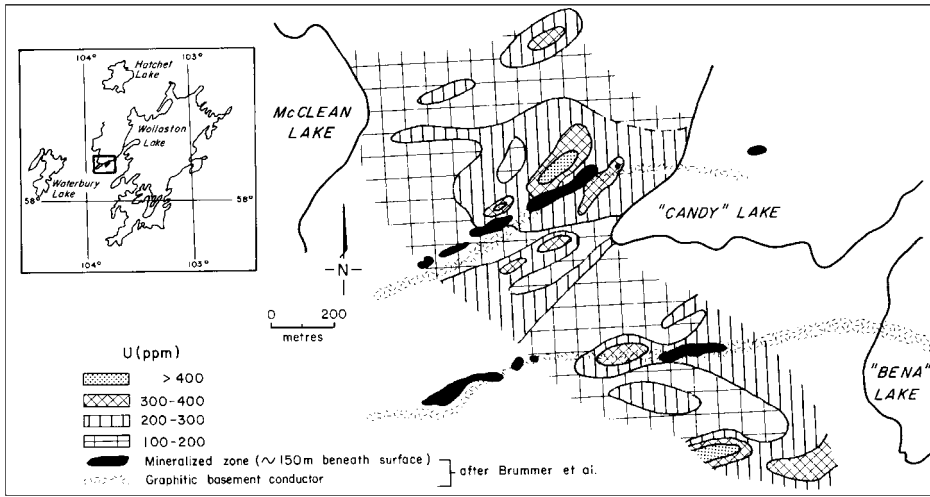 104°
103°
Hatchet
Lake
Wollaston
Lake
Waterbury
Lake
58°
58°
104°
103°
McCLEAN
LAKE
"CANDY" LAKE
"BENA"
LAKE
-N-
0 200
metres
U (ppm)
> 400
300-400
200-300
100-200
Mineralized zone (~150m beneath surface)
Graphitic basement conductor
after Brummer et al.